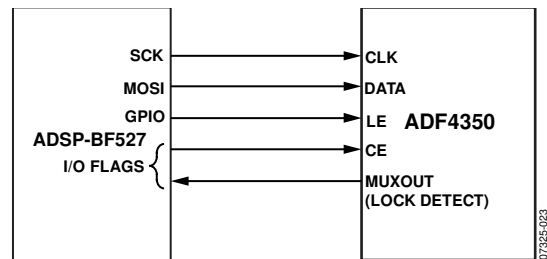 SCK
MOSI
GPIO
ADSP-BF527
I/O FLAGS
CLK
DATA
LE
ADF4350
CE
MUXOUT
(LOCK DETECT)
07325-023